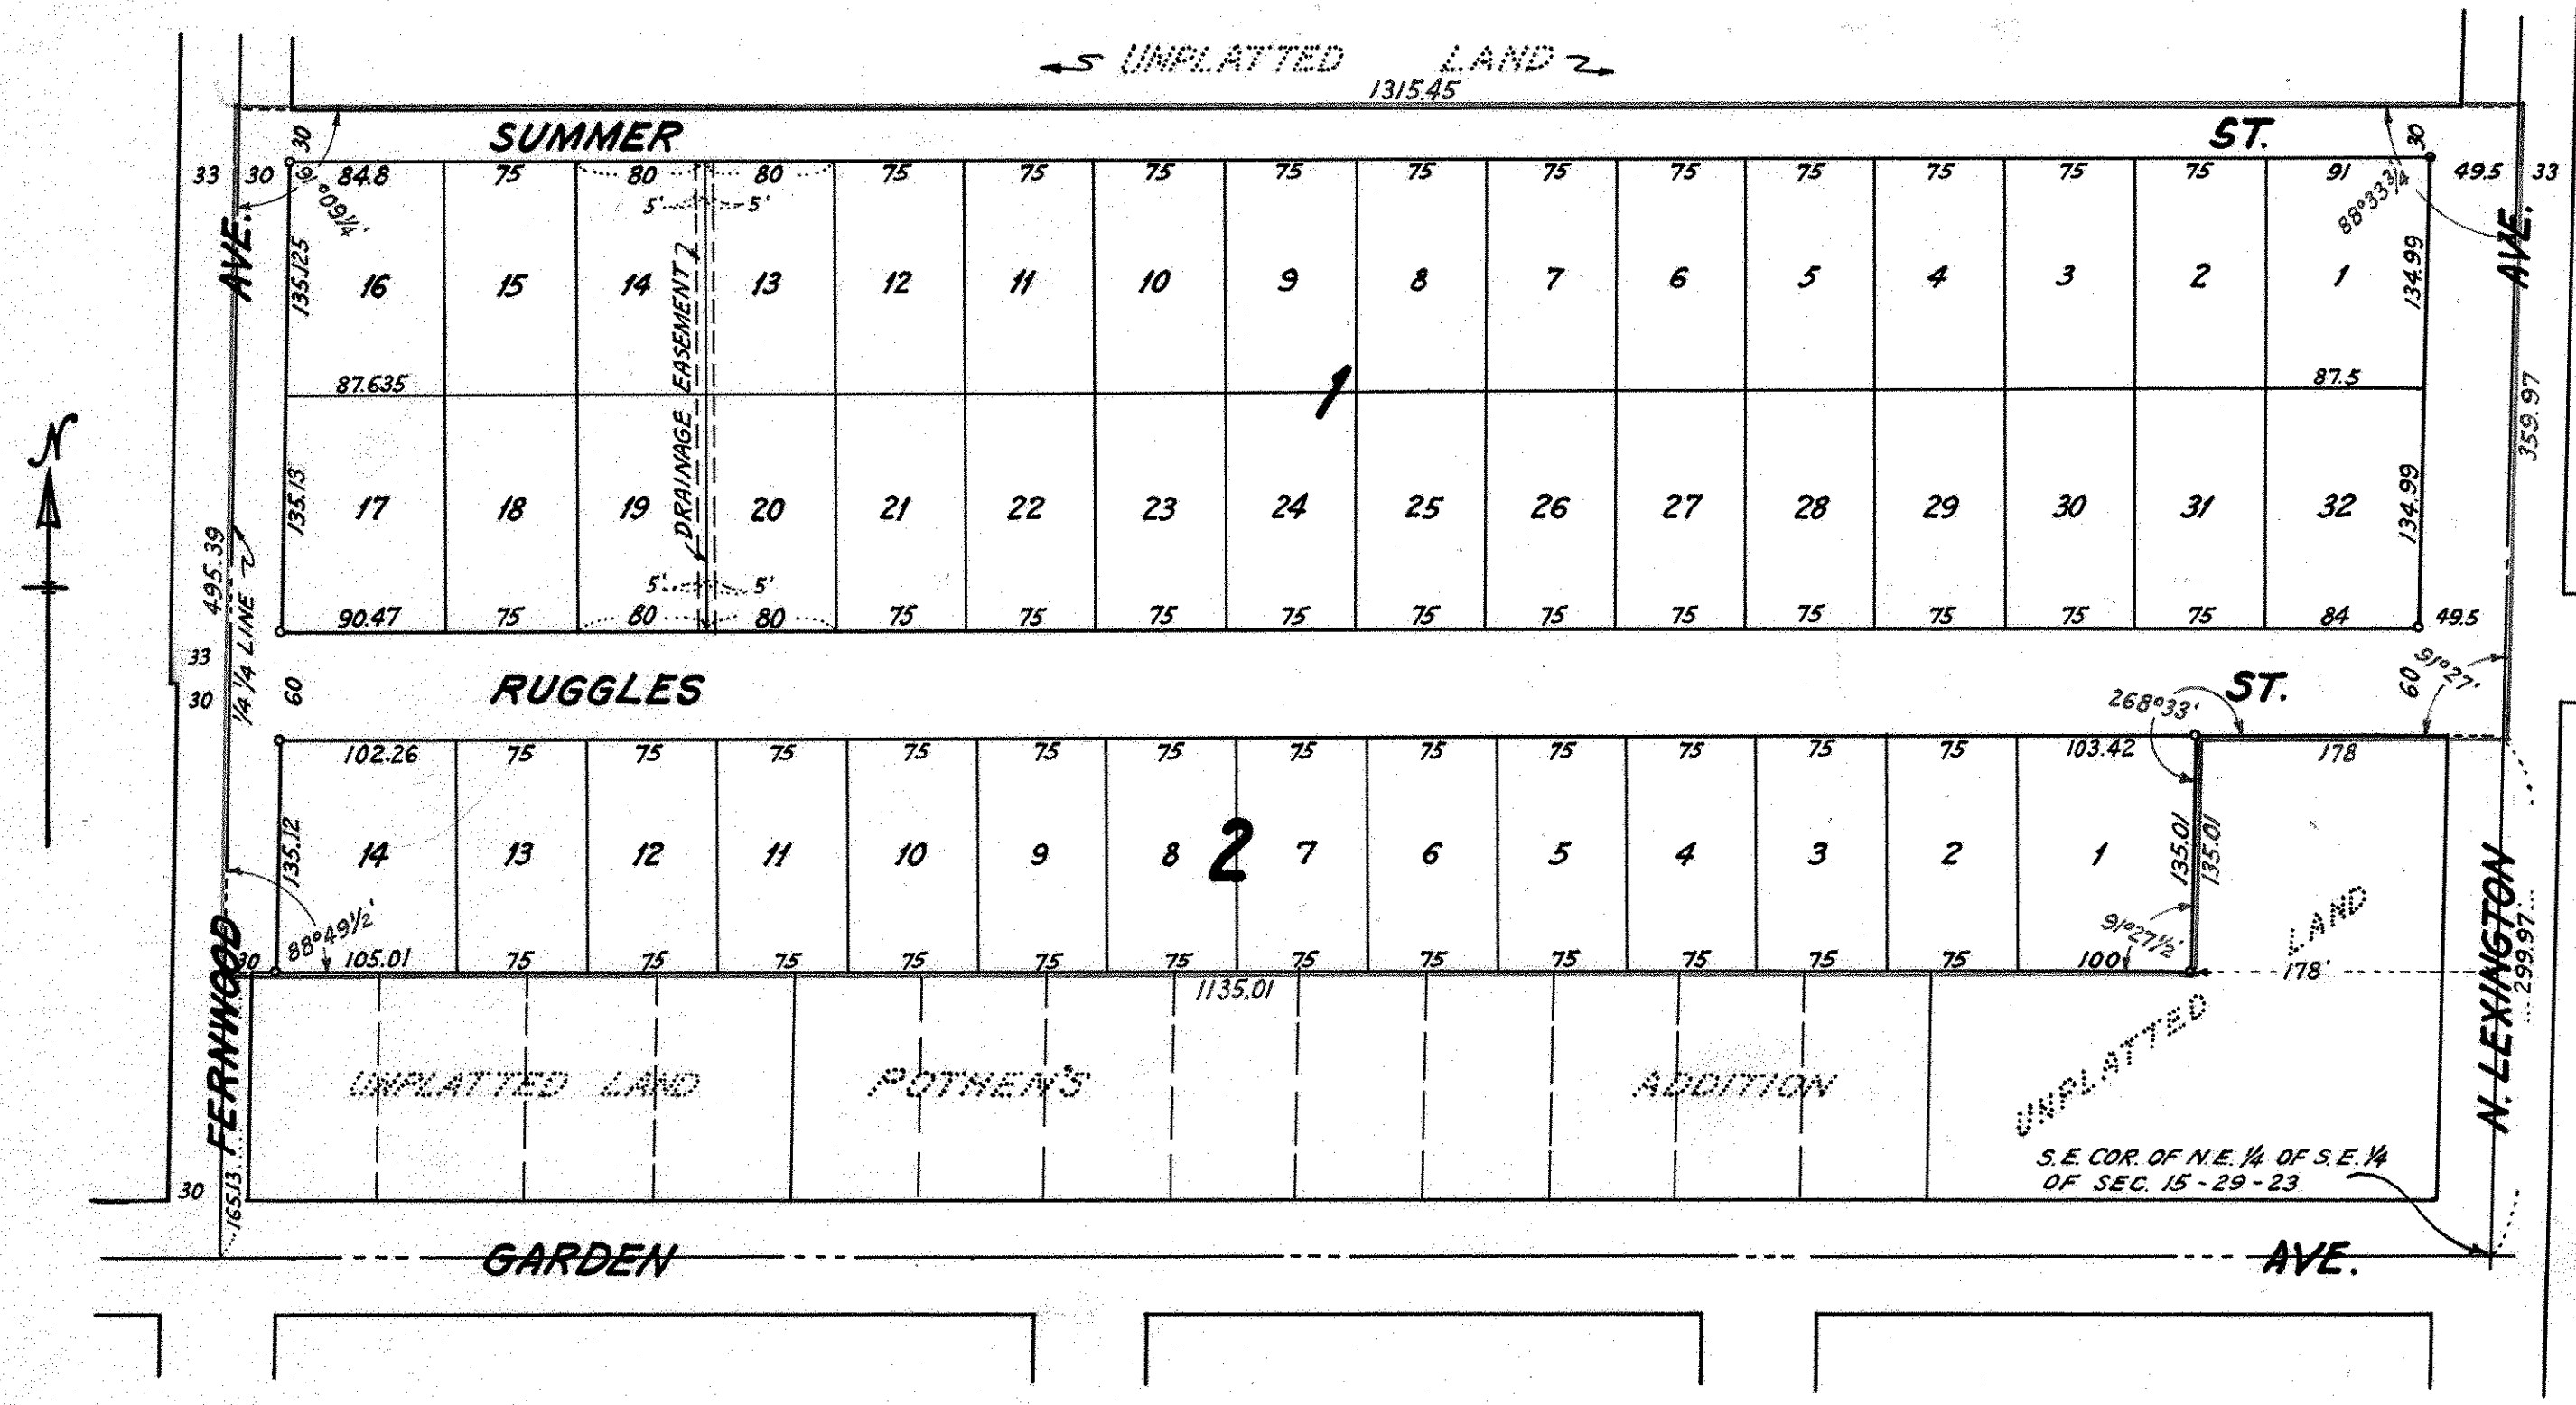 UNPLATTED LAND
1315.45
SUMMER ST.
30 30
33 30 84.8 75 80 80 75 75 75 75 75 75 75 75 75 75 91 49.5 33
91°09¼' 88°33¾'
5' 5'
AVE. AVE.
135.125 134.99
16 15 14 13 12 11 10 9 8 7 6 5 4 3 2 1
DRAINAGE EASEMENT
87.635 1 87.5
359.97
N
135.13 134.99
17 18 19 20 21 22 23 24 25 26 27 28 29 30 31 32
495.39
¼ ¼ LINE
5' 5'
90.47 75 80 80 75 75 75 75 75 75 75 75 75 75 84 49.5
33
30 60 RUGGLES ST. 60
91°27'
268°33'
102.26 75 75 75 75 75 75 75 75 75 75 75 75 103.42 178
135.12 135.01 135.01
14 13 12 11 10 9 8 2 7 6 5 4 3 2 1
88°49½' 91°27½'
30 105.01 75 75 75 75 75 75 75 75 75 75 75 75 100 178'
1135.01
299.97
FERNWOOD N. LEXINGTON
UNPLATTED LAND POTHEN'S ADDITION UNPLATTED LAND
S.E. COR. OF N.E. ¼ OF S.E. ¼
OF SEC. 15-29-23
30 165.13
GARDEN AVE.